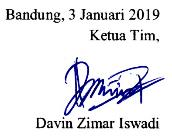 Bandung, 3 Januari 2019
Ketua Tim,
Davin Zimar Iswadi